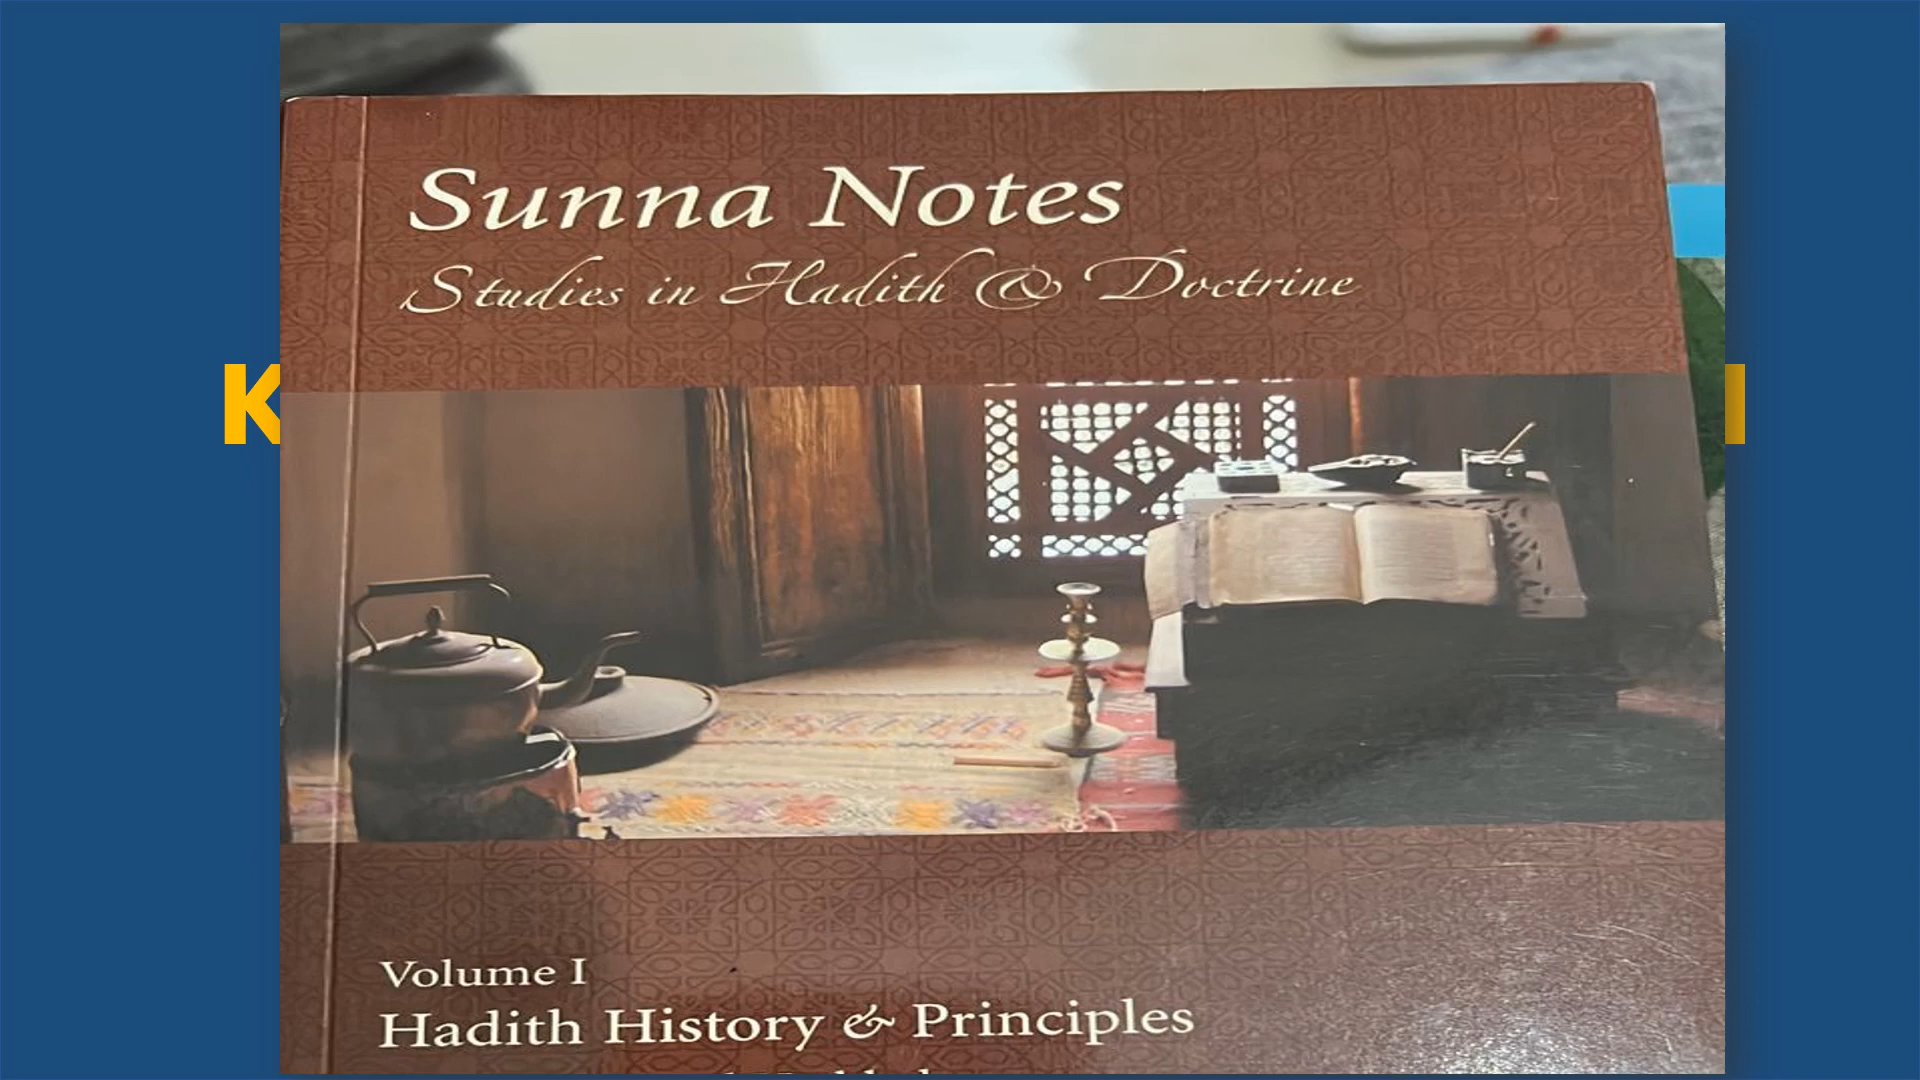 Sunna Notes
Studies in Hadith & Doctrine
K
Volume I
Hadith History & Principles